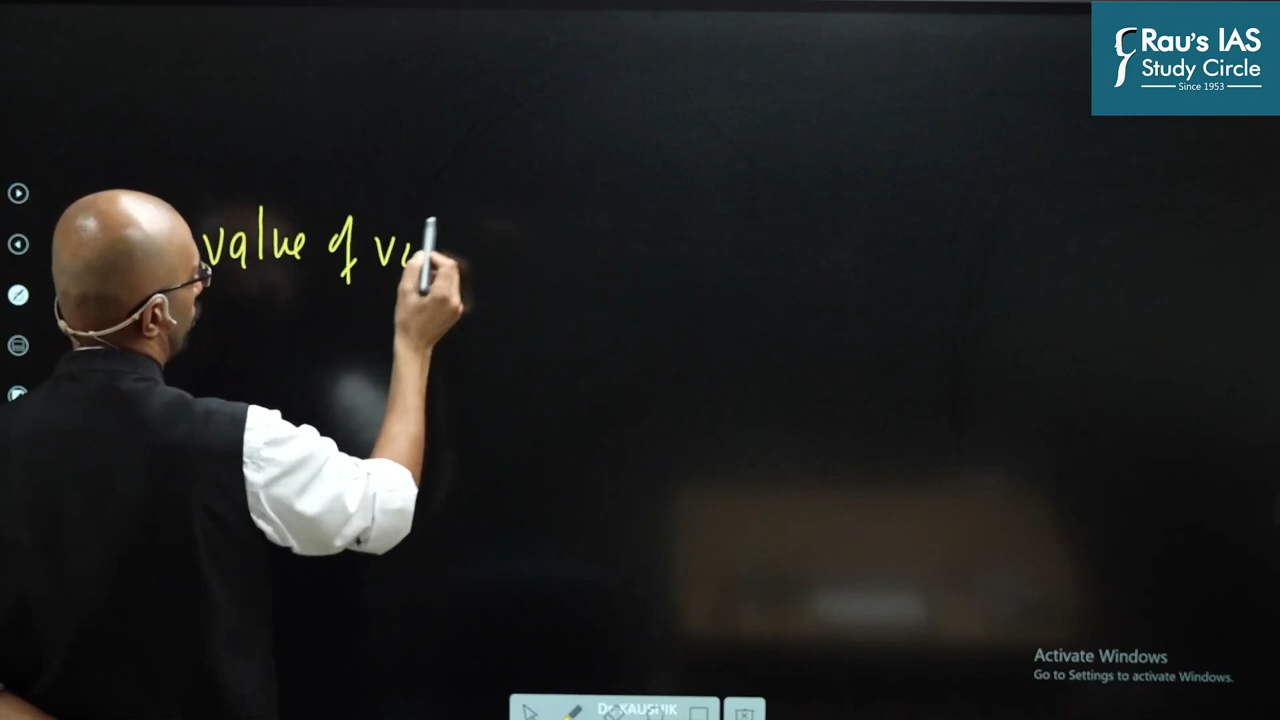 Rau's IAS
Study Circle
Since 1953
value of
Activate Windows
Go to Settings to activate Windows.
Dr. KAUSHIK